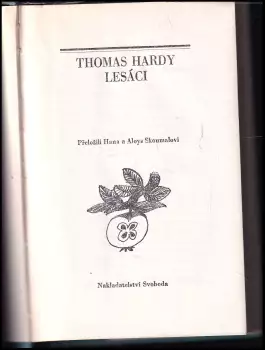 THOMAS HARDY
LESÁCI
Přeložili Hana a Aloys Skoumalovi
Nakladatelství Svoboda